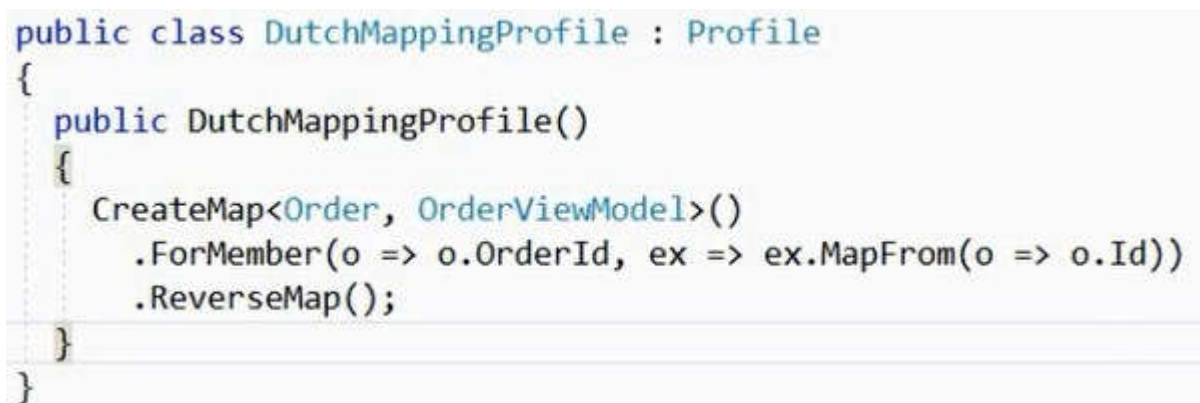 public class DutchMappingProfile : Profile
{
public DutchMappingProfile()
{
CreateMap<Order, OrderViewModel>()
.ForMember(o => o.OrderId, ex => ex.MapFrom(o => o.Id))
.ReverseMap();
}
}